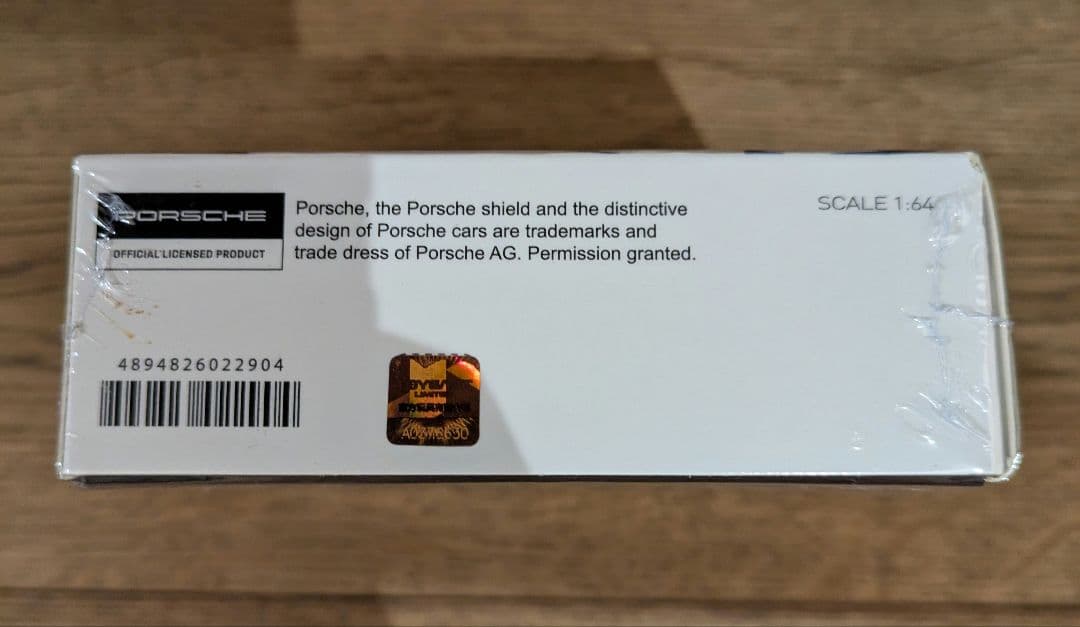 PORSCHE
OFFICIAL LICENSED PRODUCT
Porsche, the Porsche shield and the distinctive
design of Porsche cars are trademarks and
trade dress of Porsche AG. Permission granted.
SCALE 1:64
4894826022904